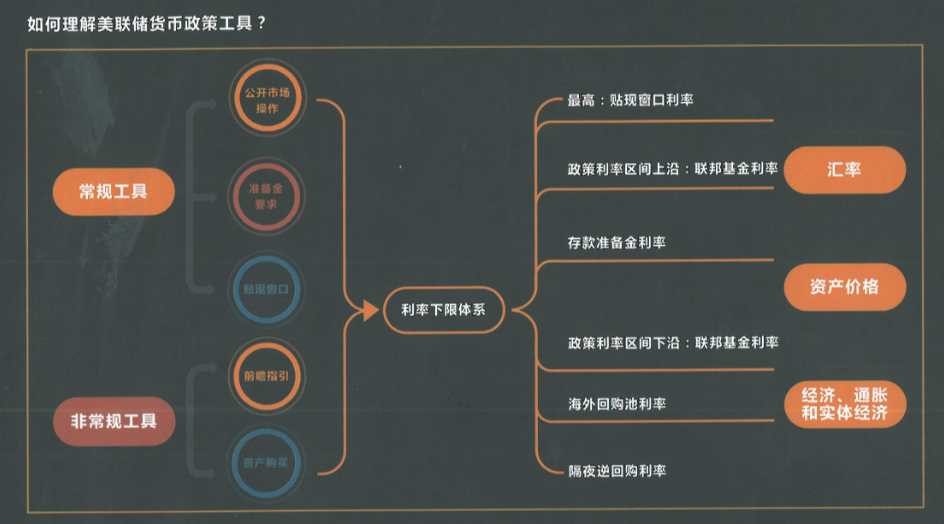 如何理解美联储货币政策工具？
常规工具
公开市场
操作
准备金
要求
贴现窗口
非常规工具
前瞻指引
资产购买
利率下限体系
最高：贴现窗口利率
政策利率区间上沿：联邦基金利率
存款准备金利率
政策利率区间下沿：联邦基金利率
海外回购池利率
隔夜逆回购利率
汇率
资产价格
经济、通胀
和实体经济